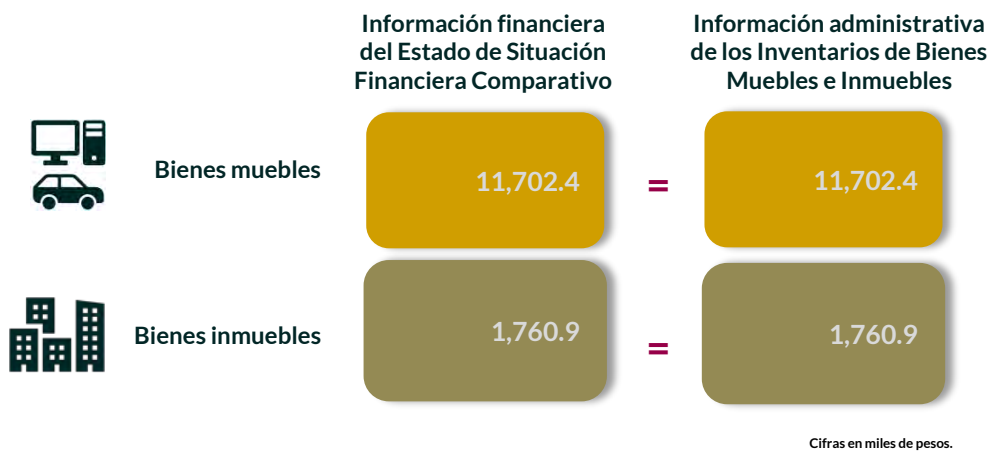 Información financiera
del Estado de Situación
Financiera Comparativo
Información administrativa
de los Inventarios de Bienes
Muebles e Inmuebles
Bienes muebles
11,702.4
=
11,702.4
Bienes inmuebles
1,760.9
=
1,760.9
Cifras en miles de pesos.